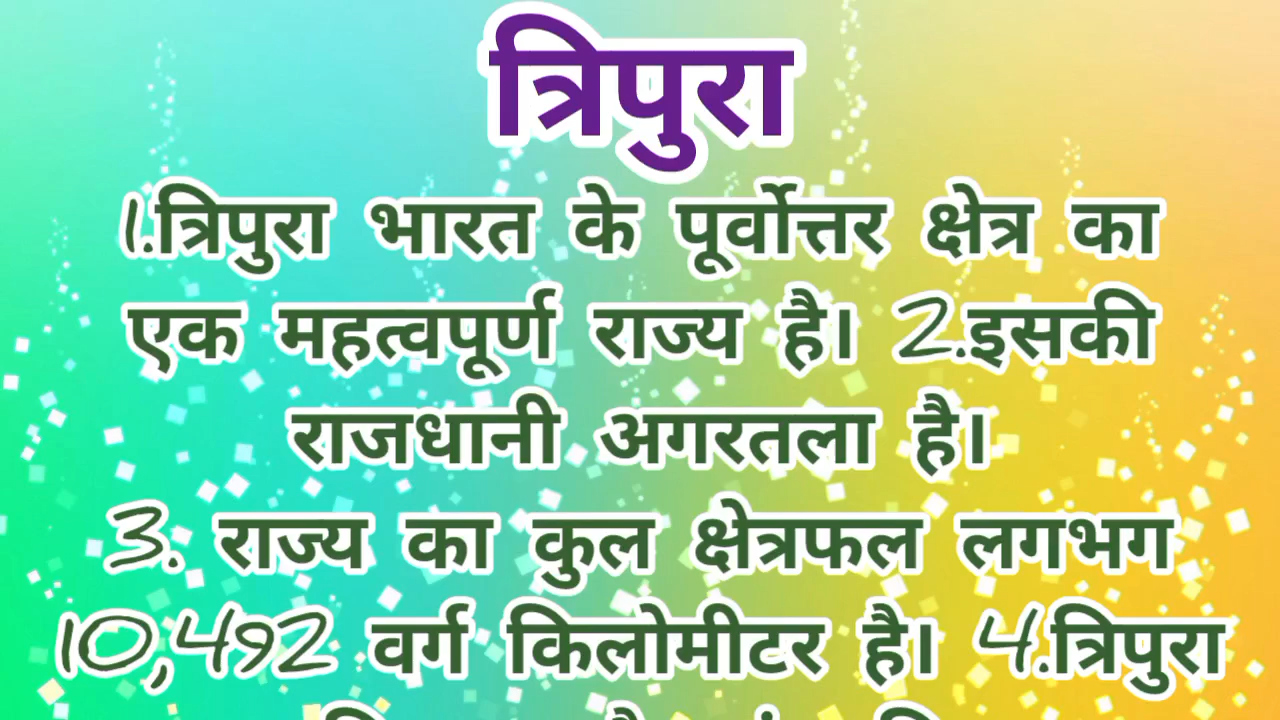 त्रिपुरा
1.त्रिपुरा भारत के पूर्वोत्तर क्षेत्र का
एक महत्वपूर्ण राज्य है। 2.इसकी
राजधानी अगरतला है।
3. राज्य का कुल क्षेत्रफल लगभग
10,492 वर्ग किलोमीटर है। 4.त्रिपुरा